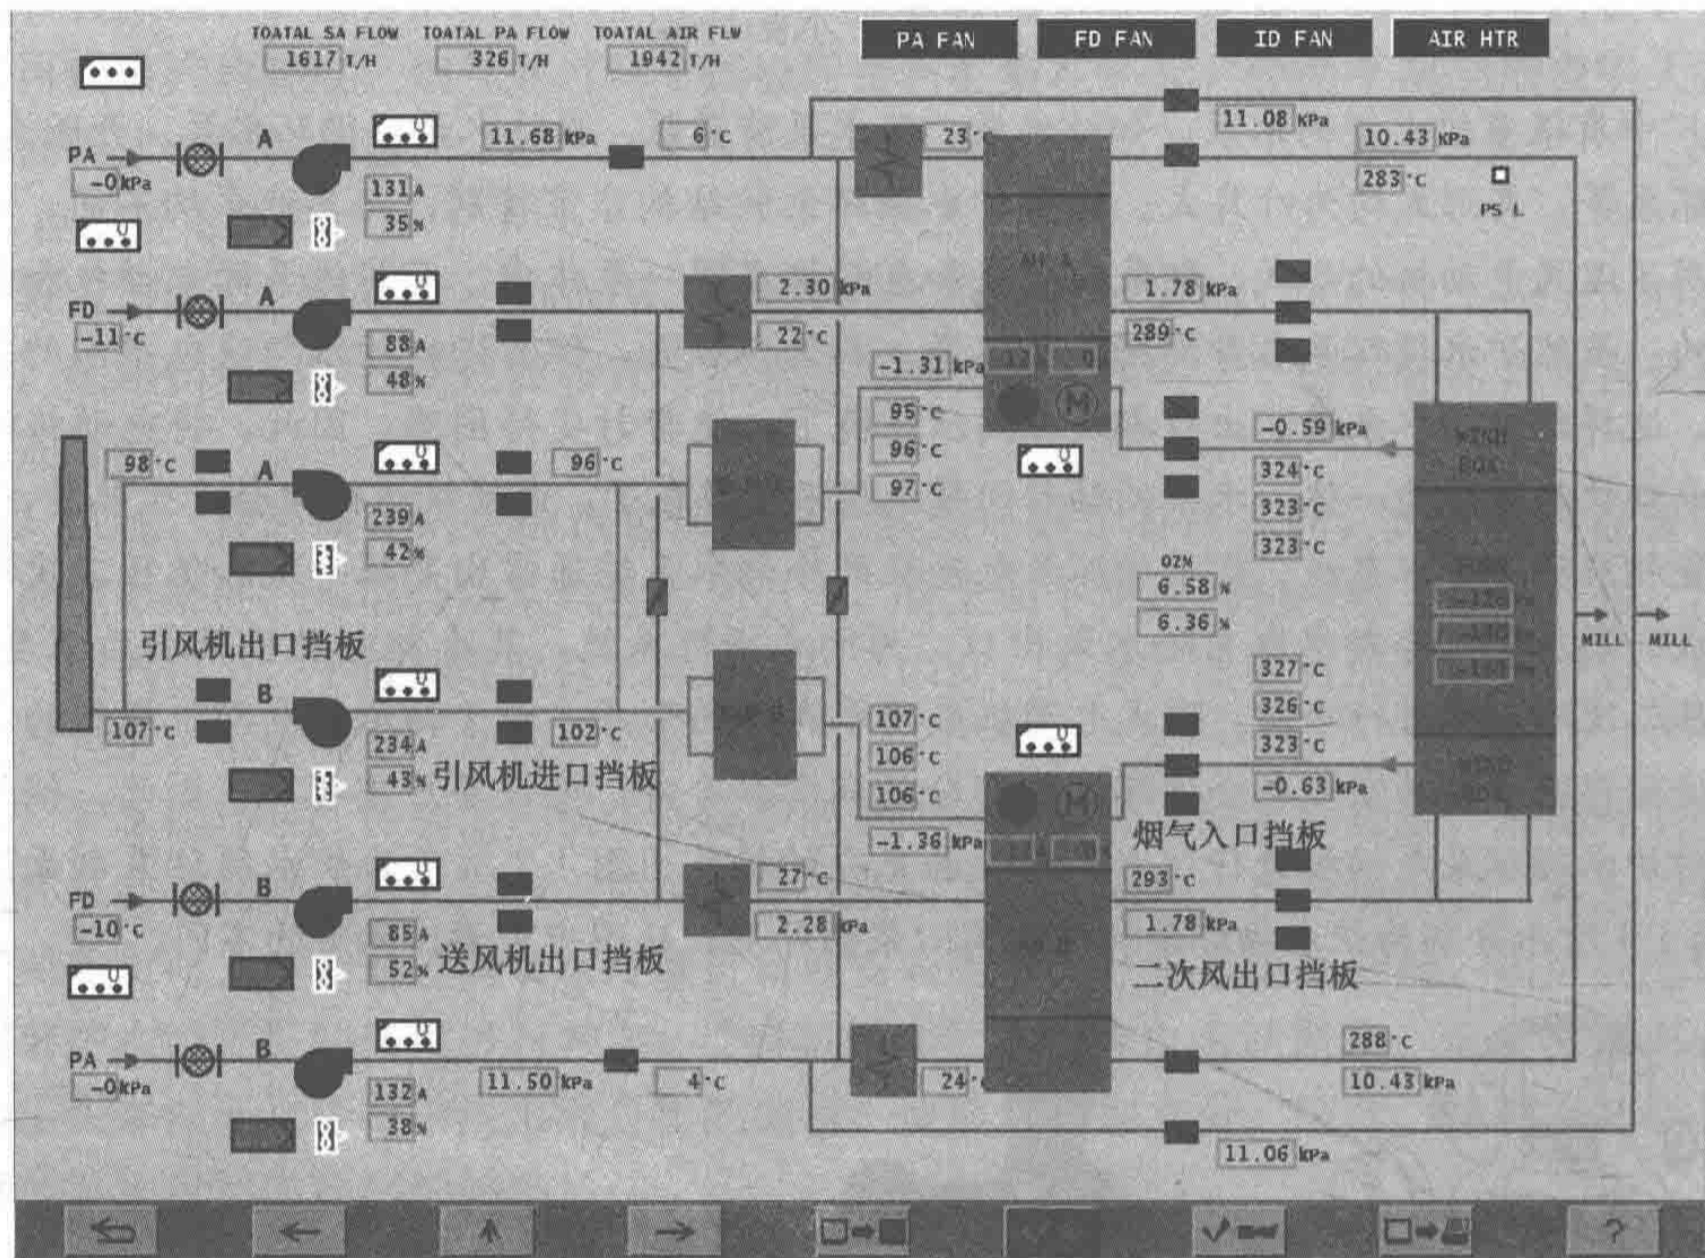 TOATAL SA FLOW TOATAL PA FLOW TOATAL AIR FLW
1617 T/H 326 T/H 1942 T/H
PA FAN FD FAN ID FAN AIR HTR
11.08 KPa
PA A 11.68 kPa 6 °C 23 °C 10.43 kPa
-0 kPa 131 A 283 °C
35 % PS L
FD A 2.30 kPa 1.78 kPa
-11 °C 88 A 22 °C 289 °C
48 % -1.31 kPa 0
95 °C M -0.59 kPa WIND
98 °C A 96 °C 96 °C 324 °C BOX
239 A 97 °C 323 °C
42 % 323 °C
O2%
6.58 %
6.36 %
MILL MILL
引风机出口挡板
B 327 °C
107 °C 102 °C 107 °C 326 °C
234 A 106 °C 323 °C
43 % 引风机进口挡板 106 °C M -0.63 kPa WIND
-1.36 kPa 烟气入口挡板 BOX
FD B 27 °C 293 °C
-10 °C 85 A 2.28 kPa 1.78 kPa
52 % 送风机出口挡板 二次风出口挡板
PA B 288 °C
-0 kPa 132 A 11.50 kPa 4 °C 24 °C 10.43 kPa
38 % 11.06 kPa
?